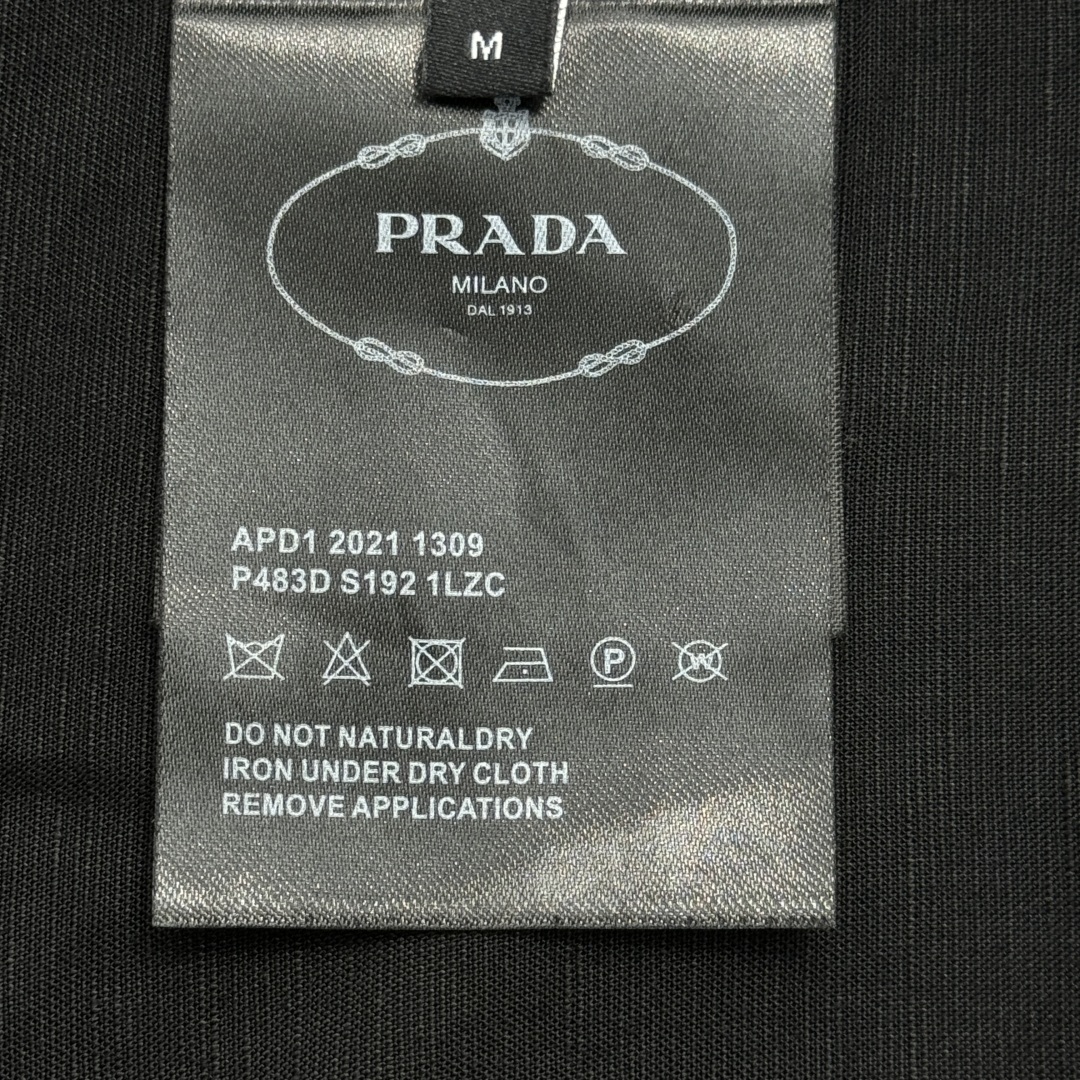 M
PRADA
MILANO
DAL 1913
APD1 2021 1309
P483D S192 1LZC
P W
DO NOT NATURALDRY
IRON UNDER DRY CLOTH
REMOVE APPLICATIONS